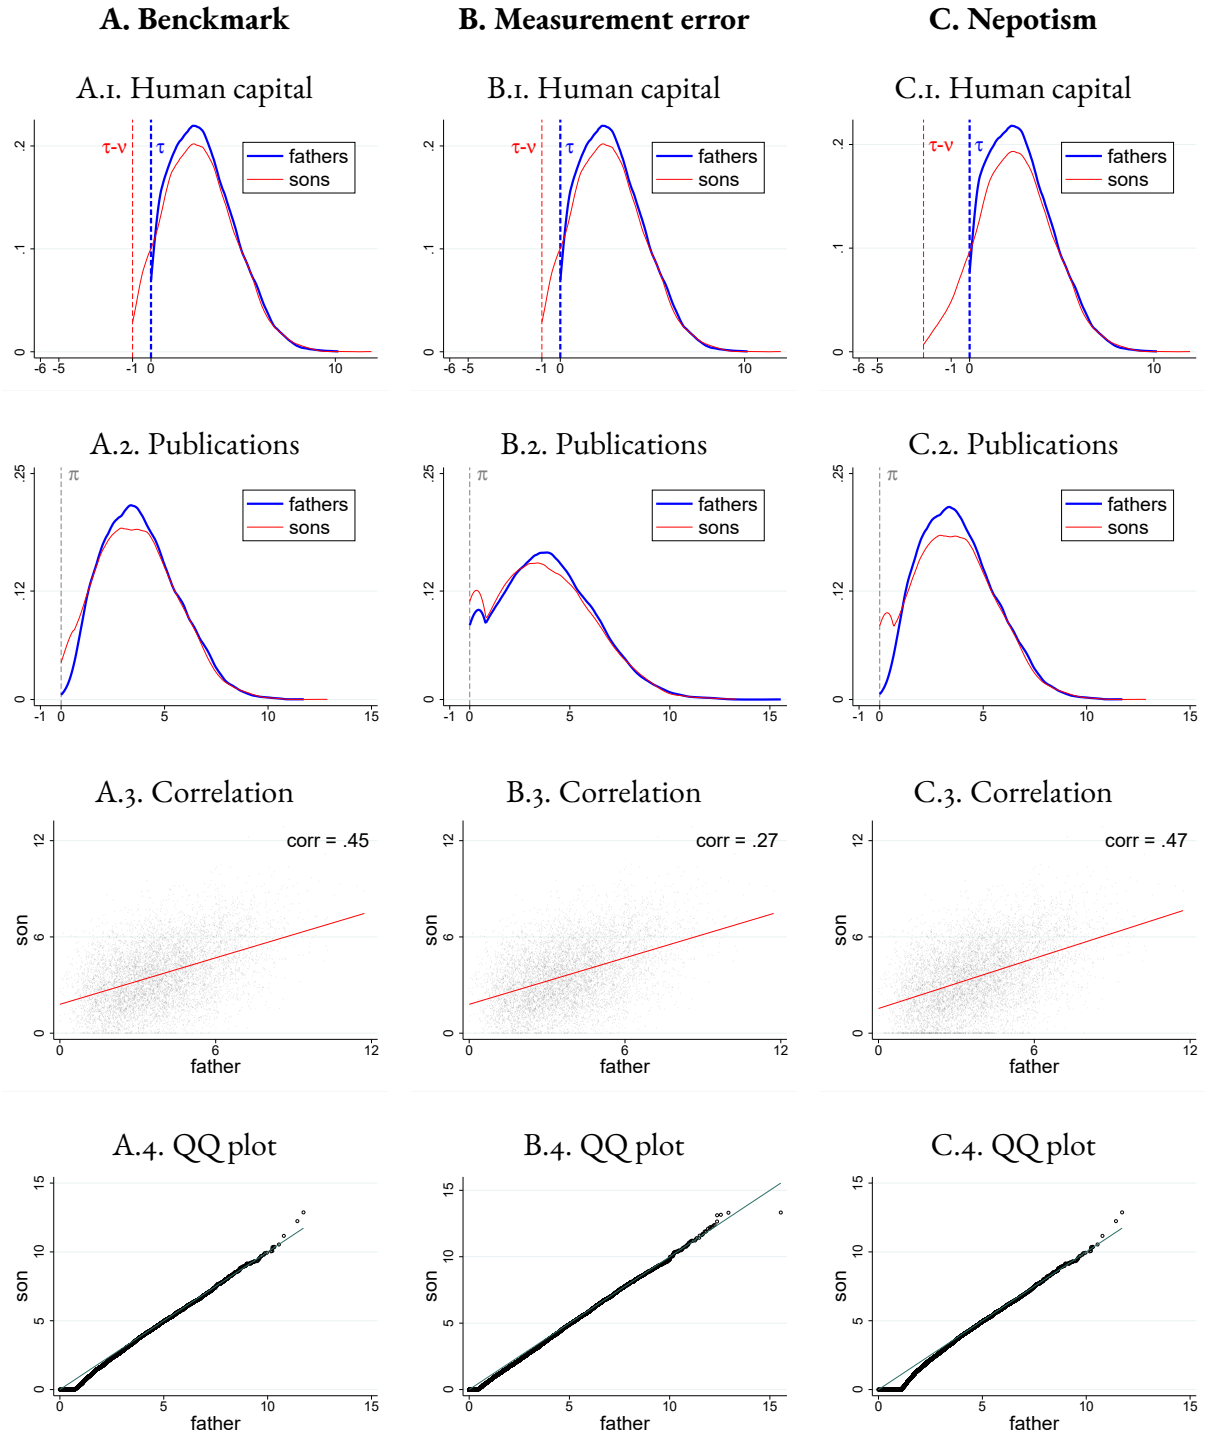 A. Benckmark
B. Measurement error
C. Nepotism
A.1. Human capital
B.1. Human capital
C.1. Human capital
τ-ν τ
fathers
sons
0 .1 .2
-6 -5 -1 0 10
τ-ν τ
fathers
sons
0 .1 .2
-6 -5 -1 0 10
τ-ν τ
fathers
sons
0 .1 .2
-6 -5 -1 0 10
A.2. Publications
B.2. Publications
C.2. Publications
π
fathers
sons
0 .12 .25
-1 0 5 10 15
π
fathers
sons
0 .12 .25
-1 0 5 10 15
π
fathers
sons
0 .12 .25
-1 0 5 10 15
A.3. Correlation
B.3. Correlation
C.3. Correlation
corr = .45
son
0 6 12
0 6 12
father
corr = .27
son
0 6 12
0 6 12
father
corr = .47
son
0 6 12
0 6 12
father
A.4. QQ plot
B.4. QQ plot
C.4. QQ plot
son
0 5 10 15
0 5 10 15
father
son
0 5 10 15
0 5 10 15
father
son
0 5 10 15
0 5 10 15
father